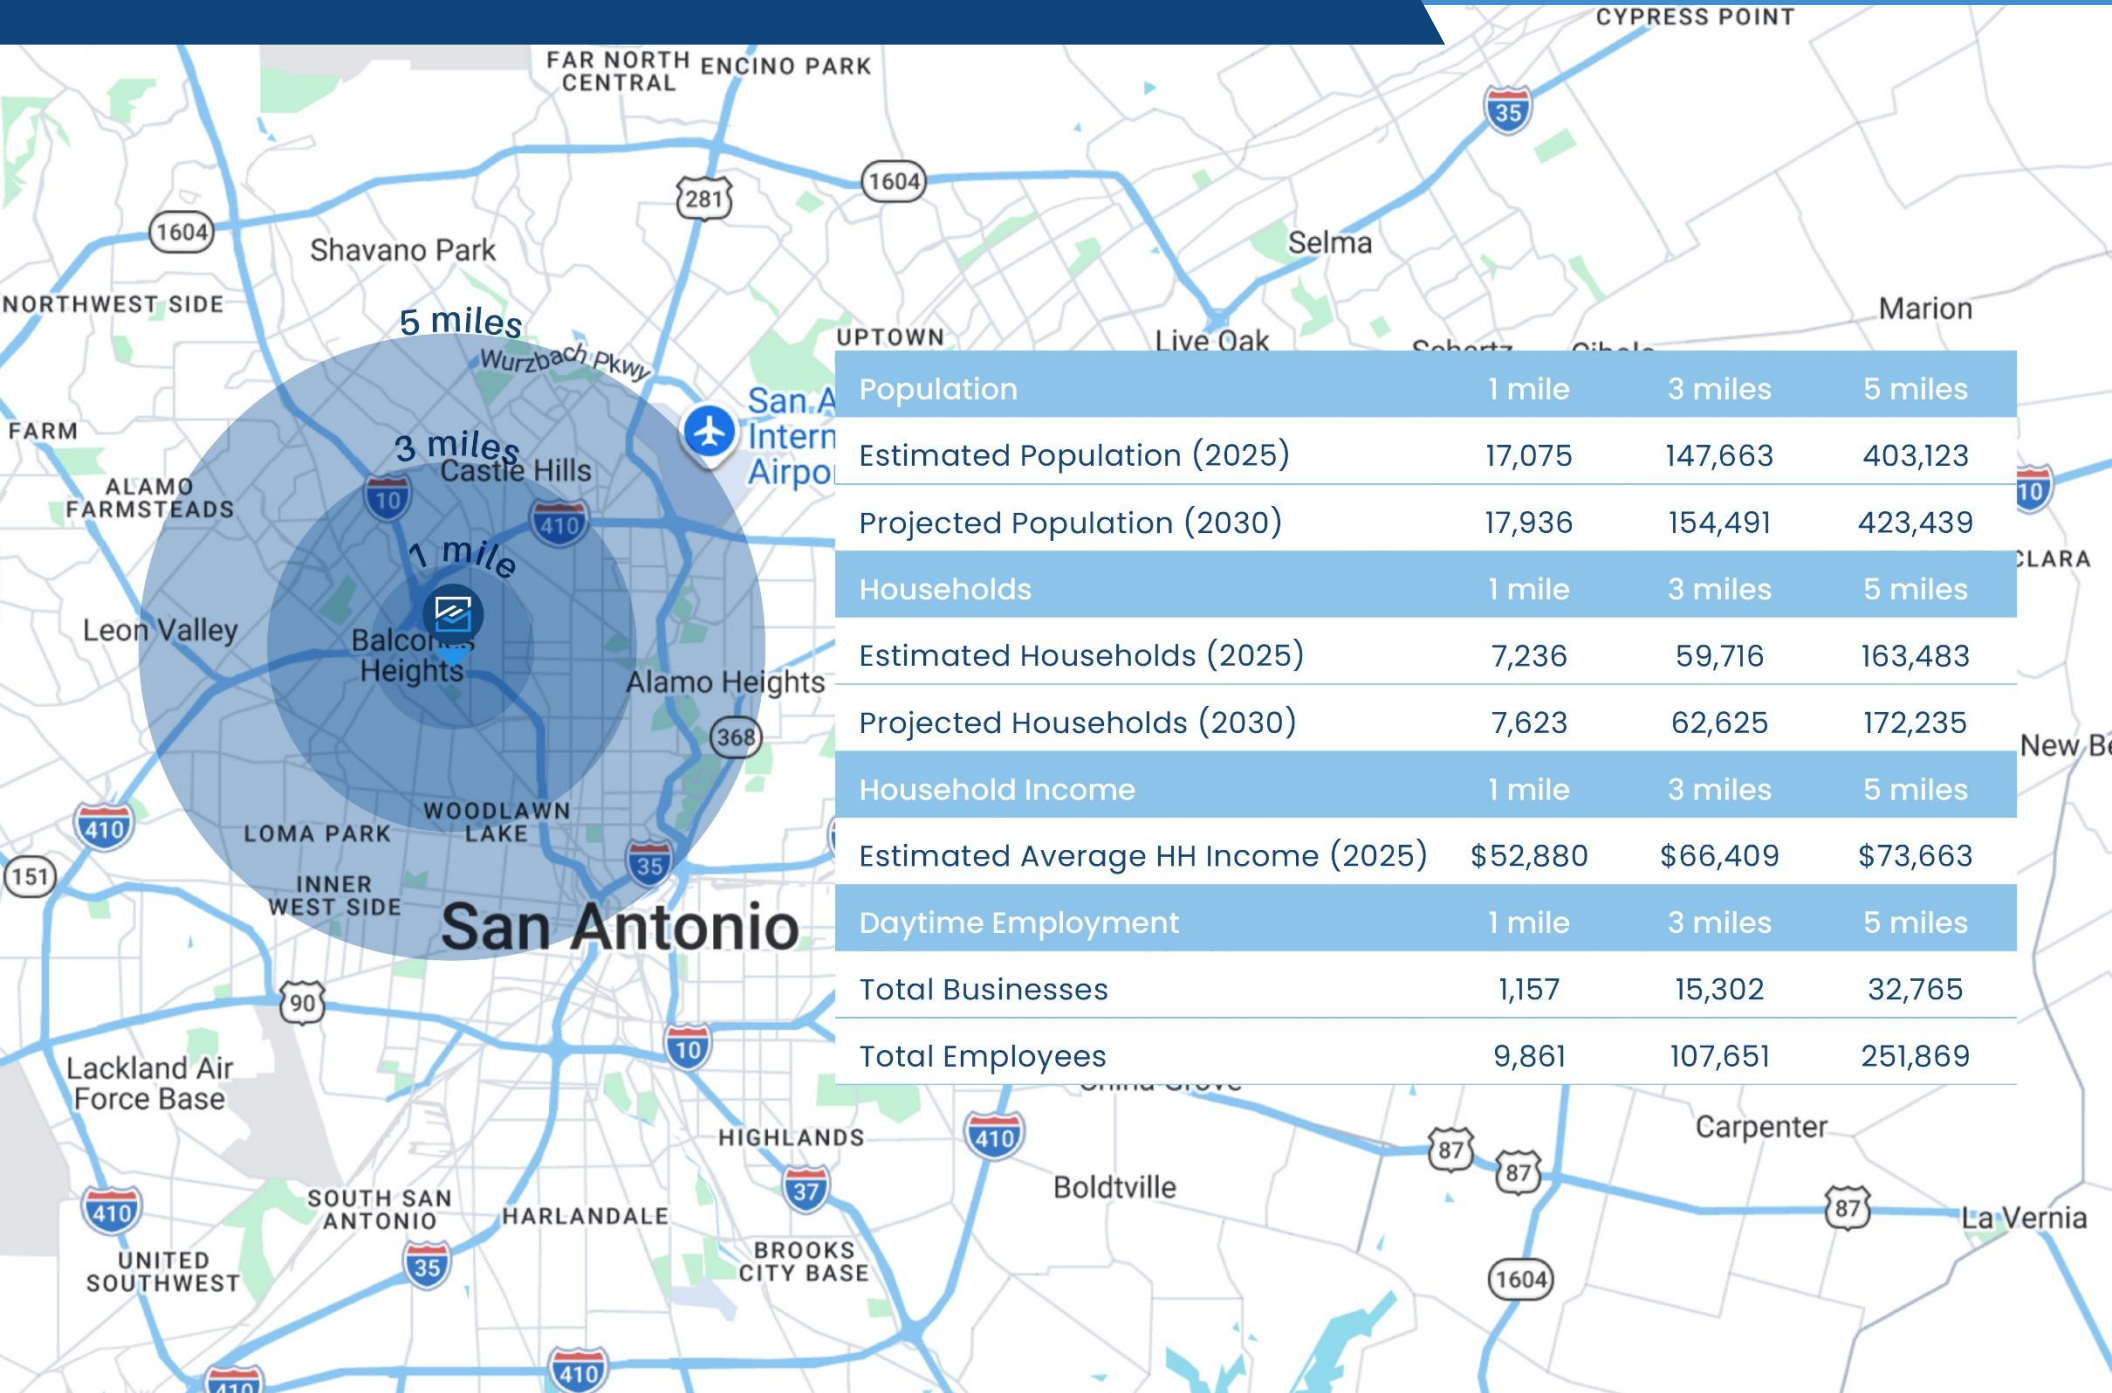 CYPRESS POINT
FAR NORTH
CENTRAL
ENCINO PARK
35
1604
281
1604
Shavano Park
Selma
NORTHWEST SIDE
Marion
5 miles
UPTOWN
Live Oak
Wurzbach Pkwy
San A
Intern
Airpo
FARM
3 miles
Castle Hills
ALAMO
FARMSTEADS
10
410
1 mile
Leon Valley
Balcones
Heights
Alamo Heights
368
410
WOODLAWN
LAKE
LOMA PARK
35
151
INNER
WEST SIDE
San Antonio
90
10
Lackland Air
Force Base
Population 1 mile 3 miles 5 miles
Estimated Population (2025) 17,075 147,663 403,123
Projected Population (2030) 17,936 154,491 423,439
Households 1 mile 3 miles 5 miles
Estimated Households (2025) 7,236 59,716 163,483
Projected Households (2030) 7,623 62,625 172,235
Household Income 1 mile 3 miles 5 miles
Estimated Average HH Income (2025) $52,880 $66,409 $73,663
Daytime Employment 1 mile 3 miles 5 miles
Total Businesses 1,157 15,302 32,765
Total Employees 9,861 107,651 251,869
10
CLARA
New Be
HIGHLANDS
410
87
87
Carpenter
37
Boldtville
87
La Vernia
410
SOUTH SAN
ANTONIO
HARLANDALE
35
UNITED
SOUTHWEST
BROOKS
CITY BASE
1604
410
410